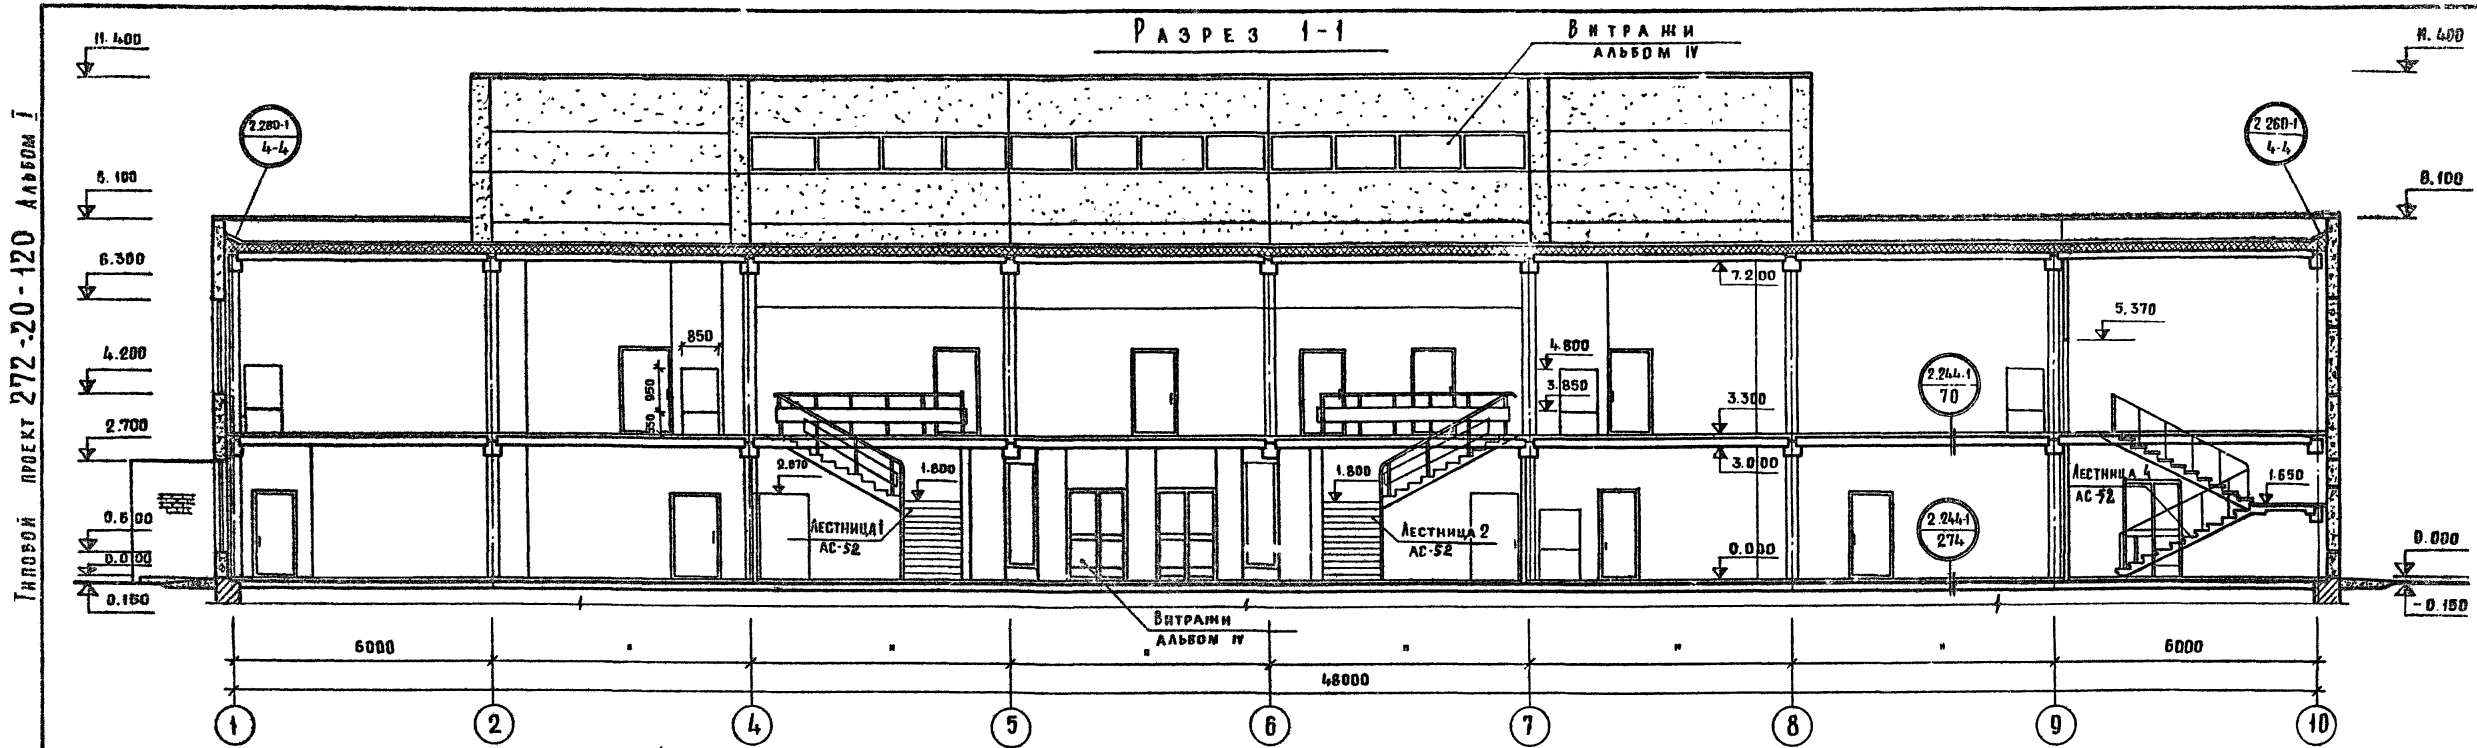 Разрез 1-1
Витражи
Альбом IV
11.400
11.400
Типовой проект 272-20-120 Альбом I
2.260-1
4-4
2.260-1
4-4
8.100
8.100
6.300
7.200
5.370
4.200
850
950
550
4.800
3.850
2.244-1
70
3.300
2.700
2.070
1.800
1.800
3.000
Лестница 4
АС-52
1.650
0.600
Лестница 1
АС-52
Лестница 2
АС-52
2.244-1
274
0.000
0.000
0.000
0.150
-0.150
Витражи
Альбом IV
6000 " " " " " " 6000
48000
1 2 4 5 6 7 8 9 10